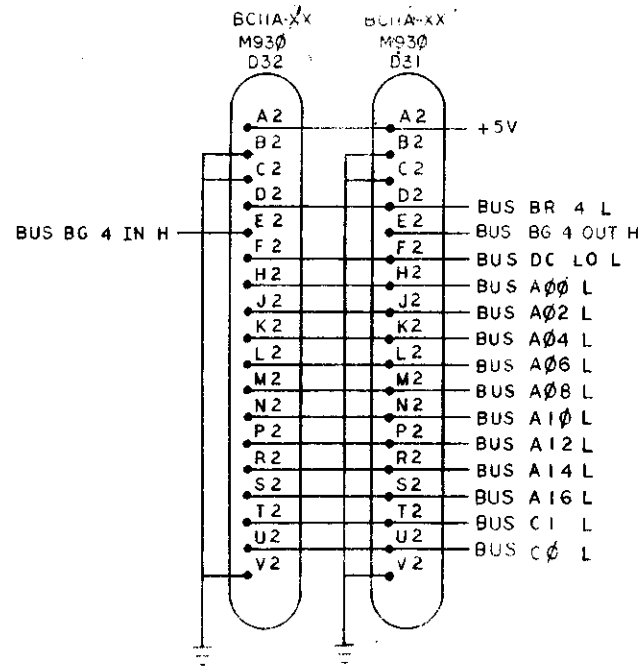 BC11A-XX BC11A-XX
M930 M930
D32 D31
A2 A2 +5V
B2 B2
C2 C2
D2 D2 BUS BR 4 L
BUS BG 4 IN H E2 E2 BUS BG 4 OUT H
F2 F2 BUS DC LO L
H2 H2 BUS AØØ L
J2 J2 BUS AØ2 L
K2 K2 BUS AØ4 L
L2 L2 BUS AØ6 L
M2 M2 BUS AØ8 L
N2 N2 BUS A1Ø L
P2 P2 BUS A12 L
R2 R2 BUS A14 L
S2 S2 BUS A16 L
T2 T2 BUS C1 L
U2 U2 BUS CØ L
V2 V2